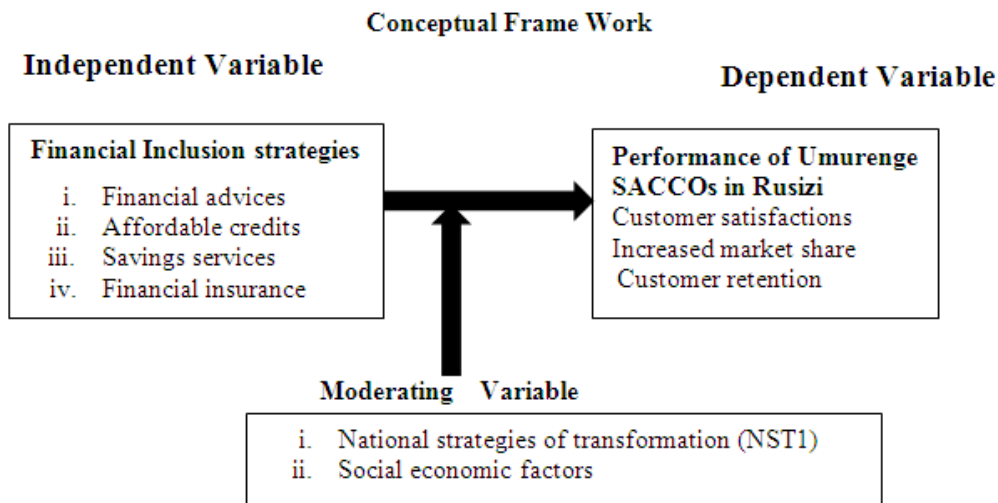 Conceptual Frame Work
Independent Variable
Dependent Variable
Financial Inclusion strategies
i. Financial advices
ii. Affordable credits
iii. Savings services
iv. Financial insurance
Performance of Umurenge
SACCOs in Rusizi
Customer satisfactions
Increased market share
Customer retention
Moderating Variable
i. National strategies of transformation (NST1)
ii. Social economic factors